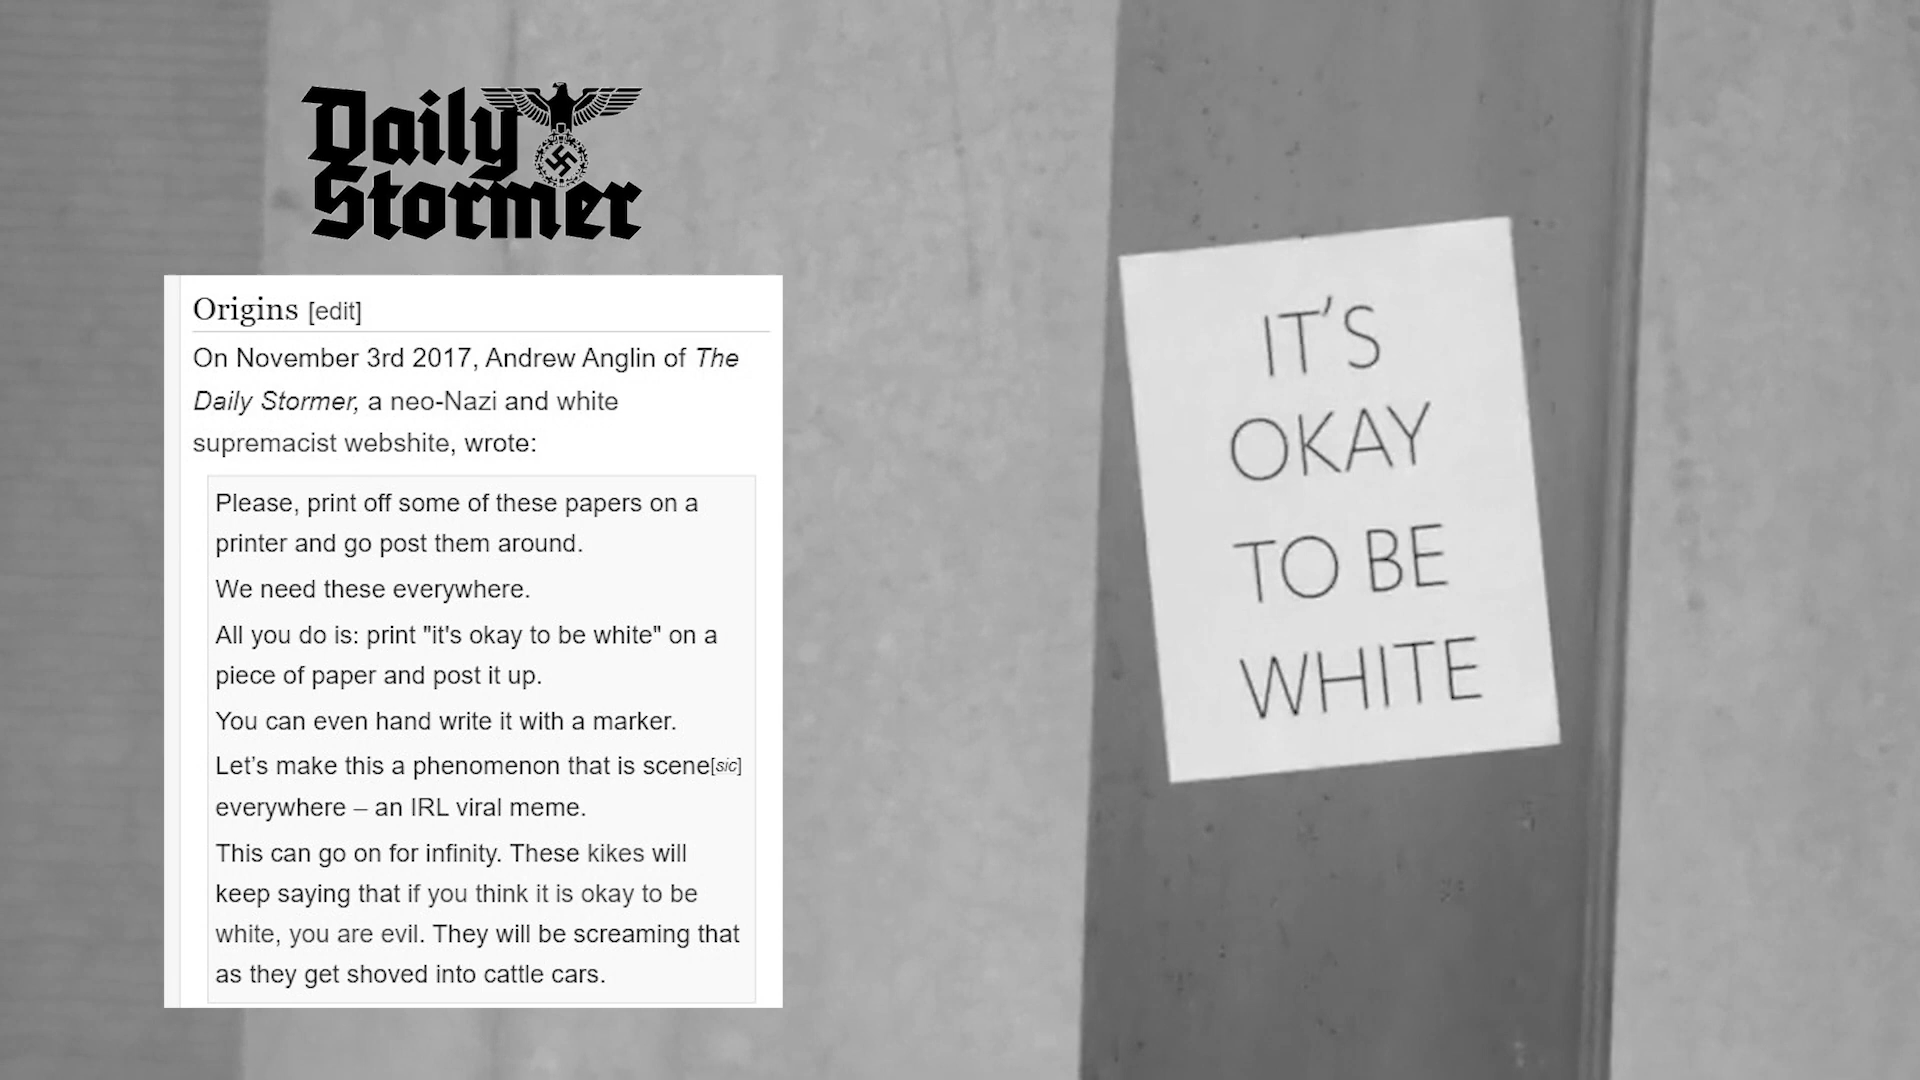 Daily
Stormer
Origins [edit]
On November 3rd 2017, Andrew Anglin of The
Daily Stormer, a neo-Nazi and white
supremacist webshite, wrote:
Please, print off some of these papers on a
printer and go post them around.
We need these everywhere.
All you do is: print "it's okay to be white" on a
piece of paper and post it up.
You can even hand write it with a marker.
Let’s make this a phenomenon that is scene[sic]
everywhere – an IRL viral meme.
This can go on for infinity. These kikes will
keep saying that if you think it is okay to be
white, you are evil. They will be screaming that
as they get shoved into cattle cars.
IT'S
OKAY
TO BE
WHITE